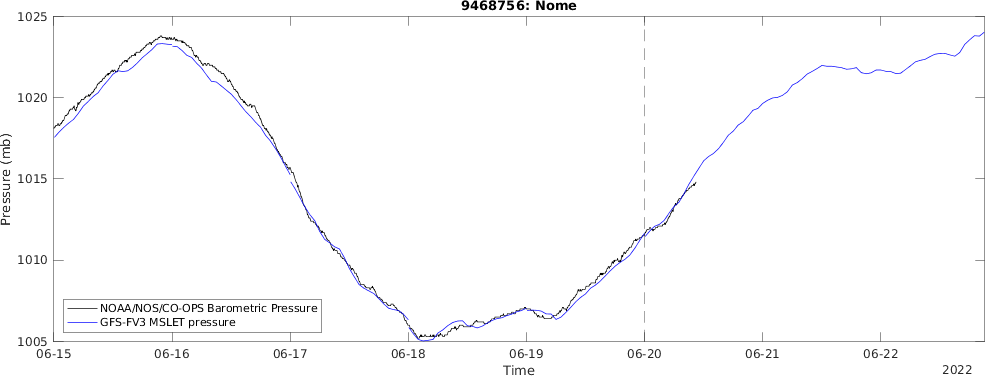 9468756: Nome
1025
1020
1015
1010
1005
Pressure (mb)
NOAA/NOS/CO-OPS Barometric Pressure
GFS-FV3 MSLET pressure
06-15 06-16 06-17 06-18 06-19 06-20 06-21 06-22
Time
2022